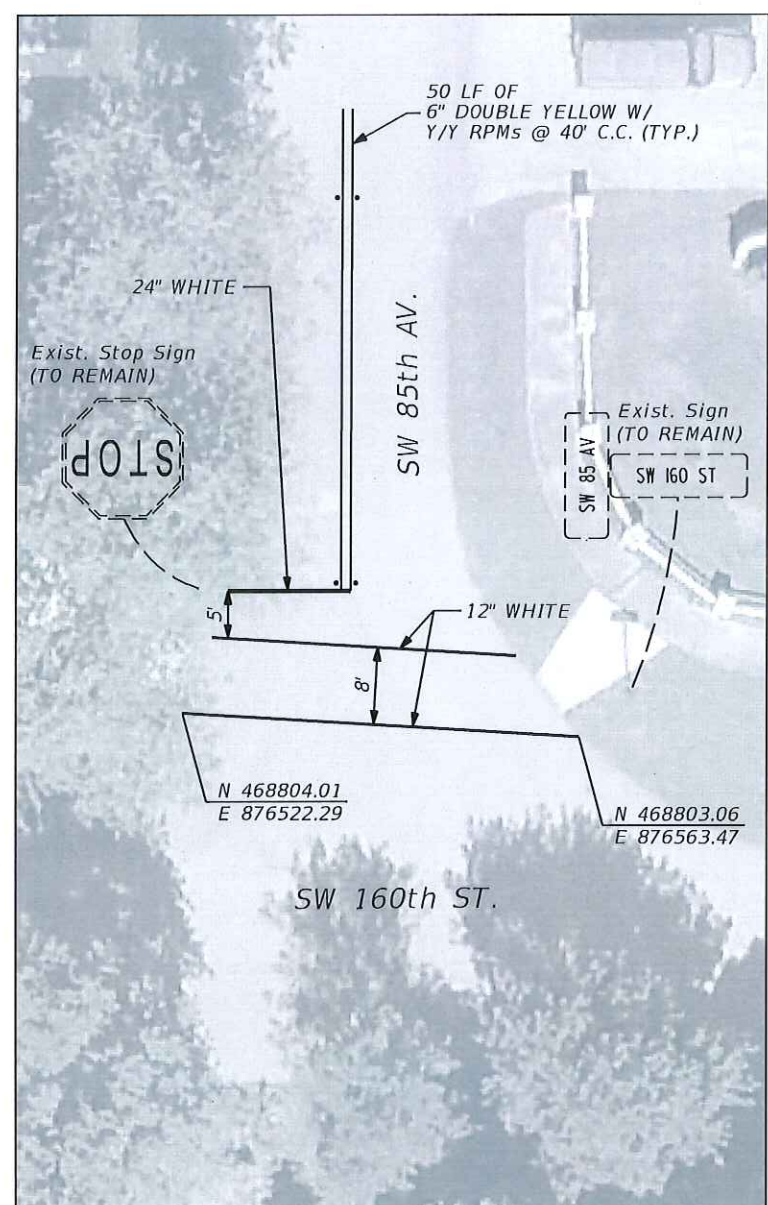 50 LF OF
6" DOUBLE YELLOW W/
Y/Y RPMs @ 40' C.C. (TYP.)
24" WHITE
SW 85th AV.
Exist. Stop Sign
(TO REMAIN)
STOP
Exist. Sign
(TO REMAIN)
SW 85 AV
SW 160 ST
5'
12" WHITE
8'
N 468804.01
E 876522.29
N 468803.06
E 876563.47
SW 160th ST.